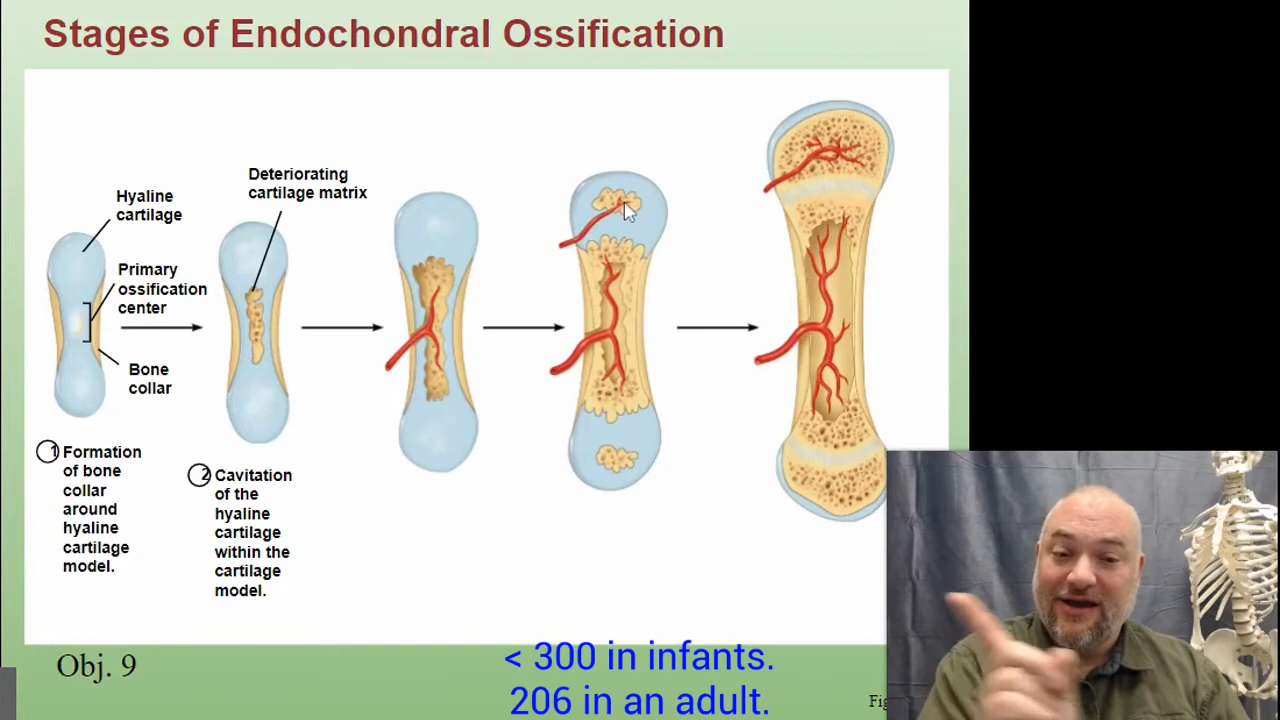 Stages of Endochondral Ossification
Hyaline
cartilage
Deteriorating
cartilage matrix
Primary
ossification
center
Bone
collar
1 Formation
of bone
collar
around
hyaline
cartilage
model.
2 Cavitation
of the
hyaline
cartilage
within the
cartilage
model.
Obj. 9
< 300 in infants.
206 in an adult.